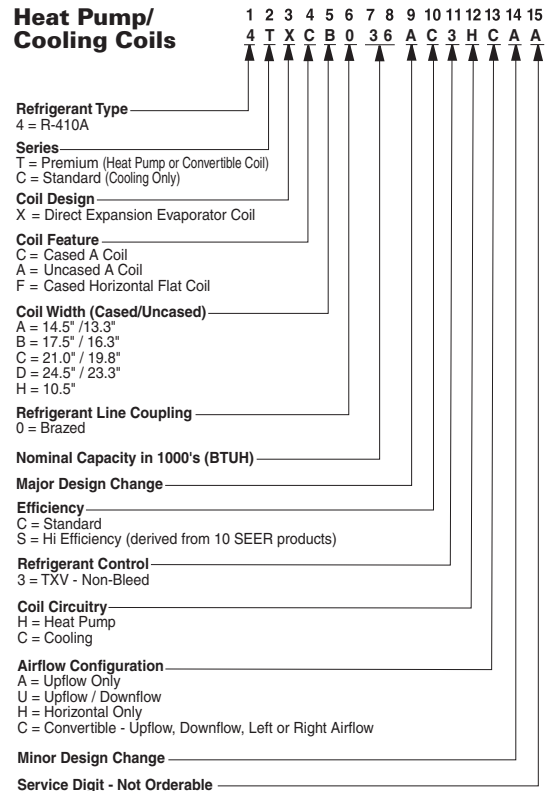 Heat Pump/
Cooling Coils
1 2 3 4 5 6 7 8 9 10 11 12 13 14 15
4 T X C B 0 3 6 A C 3 H C A A
Refrigerant Type
4 = R-410A
Series
T = Premium (Heat Pump or Convertible Coil)
C = Standard (Cooling Only)
Coil Design
X = Direct Expansion Evaporator Coil
Coil Feature
C = Cased A Coil
A = Uncased A Coil
F = Cased Horizontal Flat Coil
Coil Width (Cased/Uncased)
A = 14.5" /13.3"
B = 17.5" / 16.3"
C = 21.0" / 19.8"
D = 24.5" / 23.3"
H = 10.5"
Refrigerant Line Coupling
0 = Brazed
Nominal Capacity in 1000's (BTUH)
Major Design Change
Efficiency
C = Standard
S = Hi Efficiency (derived from 10 SEER products)
Refrigerant Control
3 = TXV - Non-Bleed
Coil Circuitry
H = Heat Pump
C = Cooling
Airflow Configuration
A = Upflow Only
U = Upflow / Downflow
H = Horizontal Only
C = Convertible - Upflow, Downflow, Left or Right Airflow
Minor Design Change
Service Digit - Not Orderable